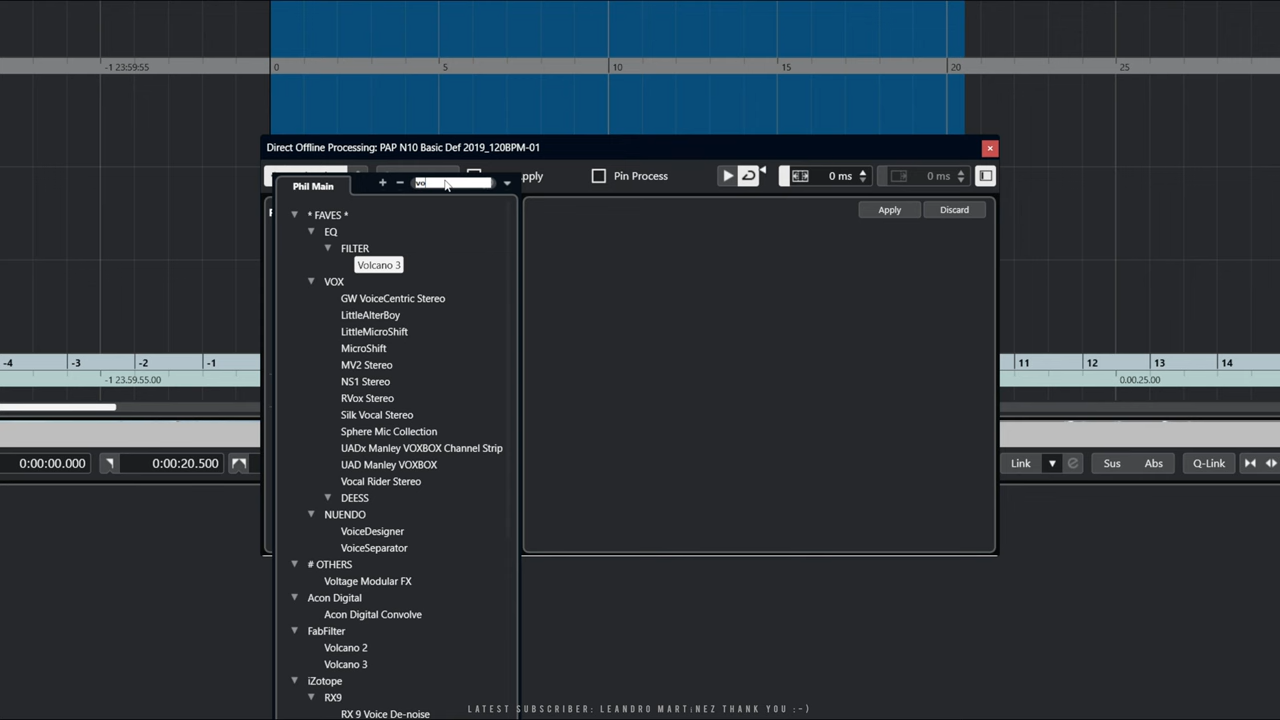 -1 23:59:55 0 5 10 15 20 25
Direct Offline Processing: PAP N10 Basic Def 2019_120BPM-01
Pin Process
0 ms
0 ms
Phil Main
vo
Apply
Discard
* FAVES *
EQ
FILTER
Volcano 3
VOX
GW VoiceCentric Stereo
LittleAlterBoy
LittleMicroShift
MicroShift
MV2 Stereo
NS1 Stereo
RVox Stereo
Silk Vocal Stereo
Sphere Mic Collection
UADx Manley VOXBOX Channel Strip
UAD Manley VOXBOX
Vocal Rider Stereo
DEESS
NUENDO
VoiceDesigner
VoiceSeparator
# OTHERS
Voltage Modular FX
Acon Digital
Acon Digital Convolve
FabFilter
Volcano 2
Volcano 3
iZotope
RX9
RX 9 Voice De-noise
-4 -3 -2 -1 11 12 13 14
-1 23:59:55.00 0.00.25.00
0:00:00.000 0:00:20.500 Link Sus Abs Q-Link
LATEST SUBSCRIBER: LEANDRO MARTINEZ THANK YOU :-)